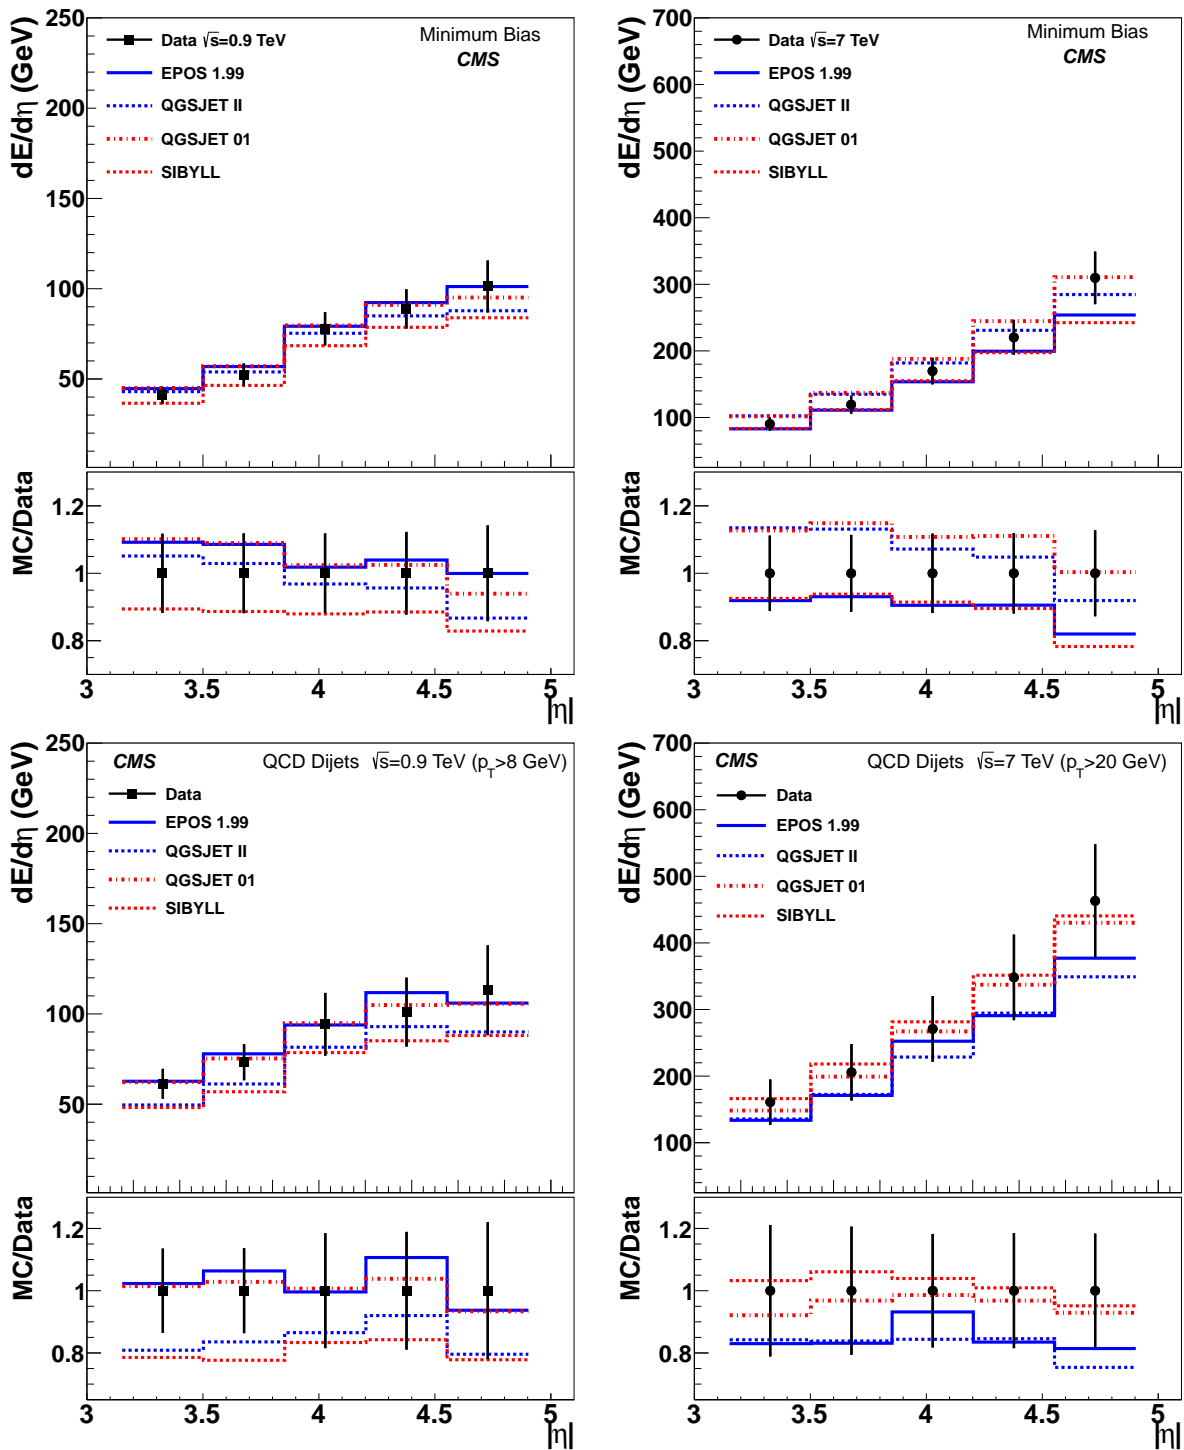 250
200
150
100
50
dE/dη (GeV)
Data √s=0.9 TeV
EPOS 1.99
QGSJET II
QGSJET 01
SIBYLL
Minimum Bias
CMS
MC/Data
1.2
1
0.8
3 3.5 4 4.5 5
|η|
700
600
500
400
300
200
100
dE/dη (GeV)
Data √s=7 TeV
EPOS 1.99
QGSJET II
QGSJET 01
SIBYLL
Minimum Bias
CMS
MC/Data
1.2
1
0.8
3 3.5 4 4.5 5
|η|
250
200
150
100
50
dE/dη (GeV)
CMS QCD Dijets √s=0.9 TeV (p_T>8 GeV)
Data
EPOS 1.99
QGSJET II
QGSJET 01
SIBYLL
MC/Data
1.2
1
0.8
3 3.5 4 4.5 5
|η|
700
600
500
400
300
200
100
dE/dη (GeV)
CMS QCD Dijets √s=7 TeV (p_T>20 GeV)
Data
EPOS 1.99
QGSJET II
QGSJET 01
SIBYLL
MC/Data
1.2
1
0.8
3 3.5 4 4.5 5
|η|